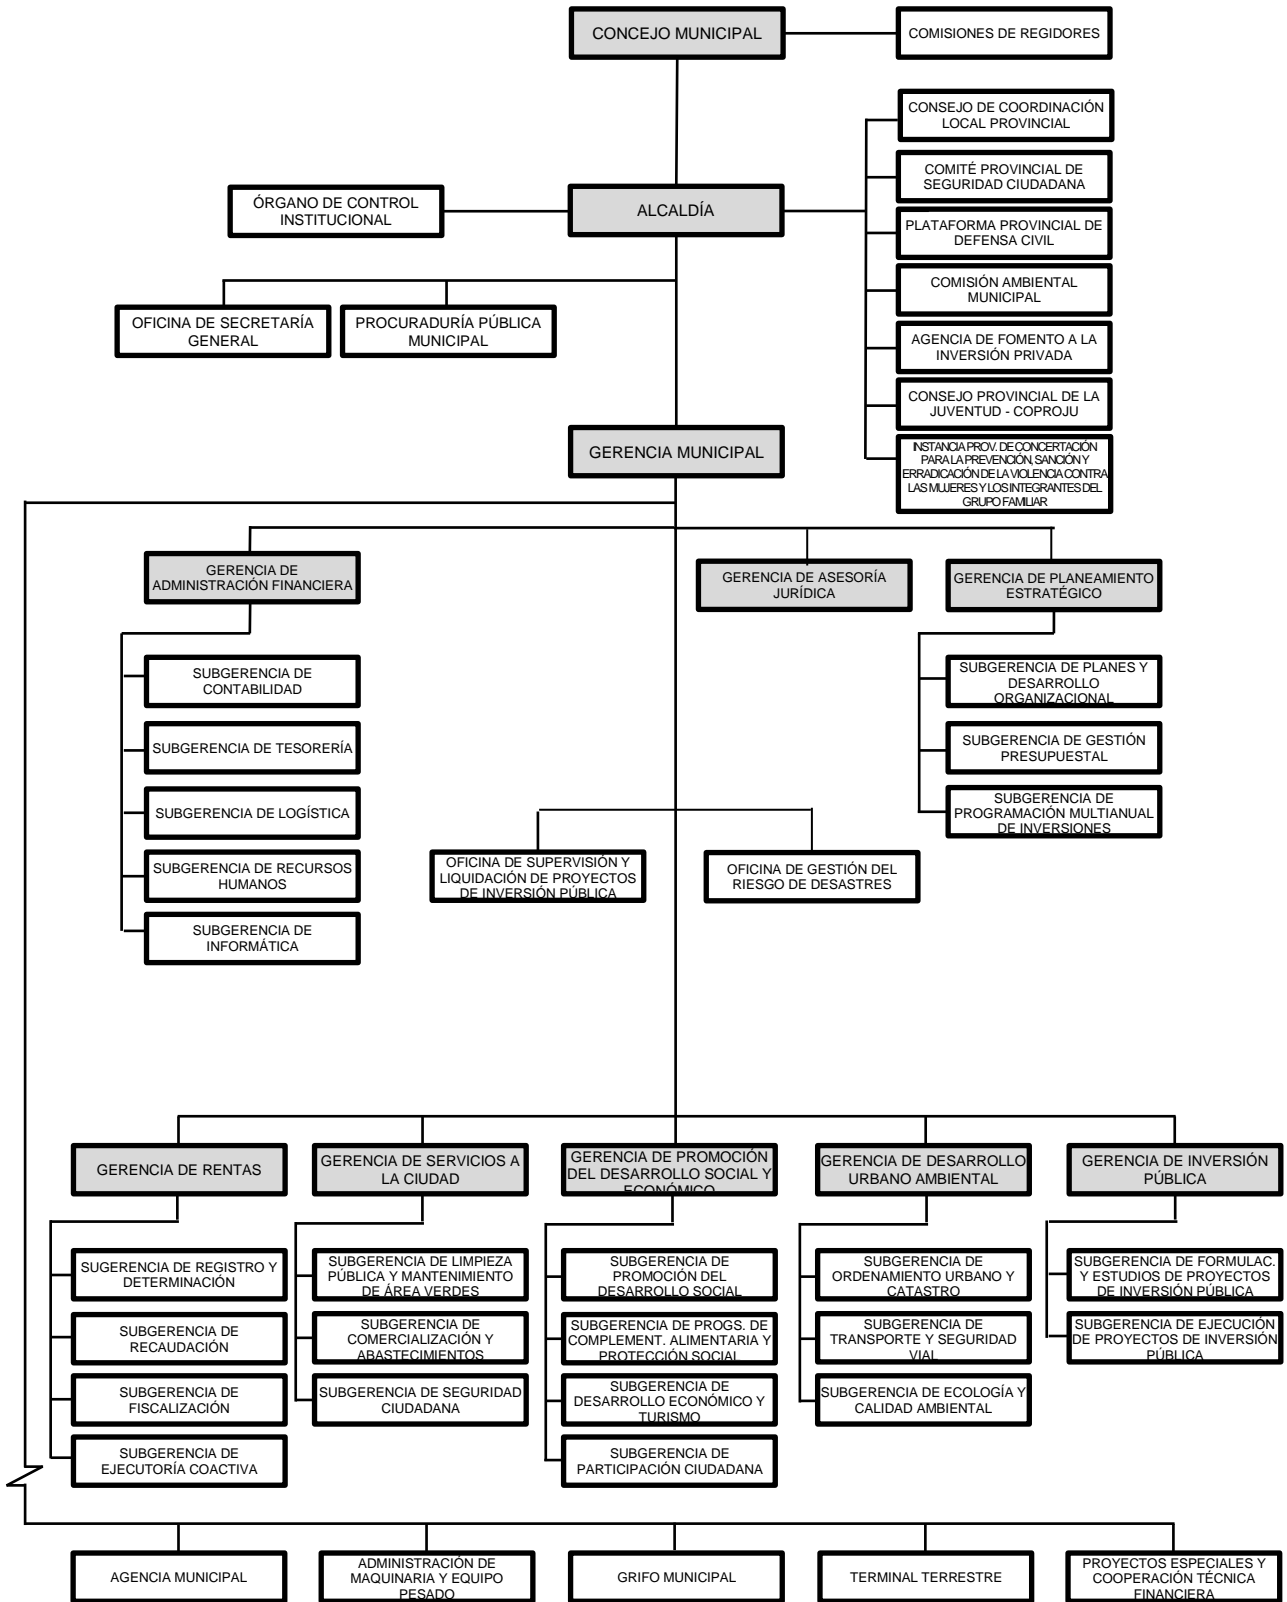 CONCEJO MUNICIPAL
COMISIONES DE REGIDORES
CONSEJO DE COORDINACIÓN
LOCAL PROVINCIAL
COMITÉ PROVINCIAL DE
SEGURIDAD CIUDADANA
ÓRGANO DE CONTROL
INSTITUCIONAL
ALCALDÍA
PLATAFORMA PROVINCIAL DE
DEFENSA CIVIL
COMISIÓN AMBIENTAL
MUNICIPAL
OFICINA DE SECRETARÍA
GENERAL
PROCURADURÍA PÚBLICA
MUNICIPAL
AGENCIA DE FOMENTO A LA
INVERSIÓN PRIVADA
CONSEJO PROVINCIAL DE LA
JUVENTUD - COPROJU
GERENCIA MUNICIPAL
INSTANCIA PROV. DE CONCERTACIÓN
PARA LA PREVENCIÓN, SANCIÓN Y
ERRADICACIÓN DE LA VIOLENCIA CONTRA
LAS MUJERES Y LOS INTEGRANTES DEL
GRUPO FAMILIAR
GERENCIA DE
ADMINISTRACIÓN FINANCIERA
GERENCIA DE ASESORÍA
JURÍDICA
GERENCIA DE PLANEAMIENTO
ESTRATÉGICO
SUBGERENCIA DE
CONTABILIDAD
SUBGERENCIA DE TESORERÍA
SUBGERENCIA DE LOGÍSTICA
SUBGERENCIA DE RECURSOS
HUMANOS
SUBGERENCIA DE
INFORMÁTICA
SUBGERENCIA DE PLANES Y
DESARROLLO
ORGANIZACIONAL
SUBGERENCIA DE GESTIÓN
PRESUPUESTAL
SUBGERENCIA DE
PROGRAMACIÓN MULTIANUAL
DE INVERSIONES
OFICINA DE SUPERVISIÓN Y
LIQUIDACIÓN DE PROYECTOS
DE INVERSIÓN PÚBLICA
OFICINA DE GESTIÓN DEL
RIESGO DE DESASTRES
GERENCIA DE RENTAS
GERENCIA DE SERVICIOS A
LA CIUDAD
GERENCIA DE PROMOCIÓN
DEL DESARROLLO SOCIAL Y
ECONÓMICO
GERENCIA DE DESARROLLO
URBANO AMBIENTAL
GERENCIA DE INVERSIÓN
PÚBLICA
SUGERENCIA DE REGISTRO Y
DETERMINACIÓN
SUBGERENCIA DE
RECAUDACIÓN
SUBGERENCIA DE
FISCALIZACIÓN
SUBGERENCIA DE
EJECUTORÍA COACTIVA
SUBGERENCIA DE LIMPIEZA
PÚBLICA Y MANTENIMIENTO
DE ÁREA VERDES
SUBGERENCIA DE
COMERCIALIZACIÓN Y
ABASTECIMIENTOS
SUBGERENCIA DE SEGURIDAD
CIUDADANA
SUBGERENCIA DE
PROMOCIÓN DEL
DESARROLLO SOCIAL
SUBGERENCIA DE PROGS. DE
COMPLEMENT. ALIMENTARIA Y
PROTECCIÓN SOCIAL
SUBGERENCIA DE
DESARROLLO ECONÓMICO Y
TURISMO
SUBGERENCIA DE
PARTICIPACIÓN CIUDADANA
SUBGERENCIA DE
ORDENAMIENTO URBANO Y
CATASTRO
SUBGERENCIA DE
TRANSPORTE Y SEGURIDAD
VIAL
SUBGERENCIA DE ECOLOGÍA Y
CALIDAD AMBIENTAL
SUBGERENCIA DE FORMULAC.
Y ESTUDIOS DE PROYECTOS
DE INVERSIÓN PÚBLICA
SUBGERENCIA DE EJECUCIÓN
DE PROYECTOS DE INVERSIÓN
PÚBLICA
AGENCIA MUNICIPAL
ADMINISTRACIÓN DE
MAQUINARIA Y EQUIPO
PESADO
GRIFO MUNICIPAL
TERMINAL TERRESTRE
PROYECTOS ESPECIALES Y
COOPERACIÓN TÉCNICA
FINANCIERA